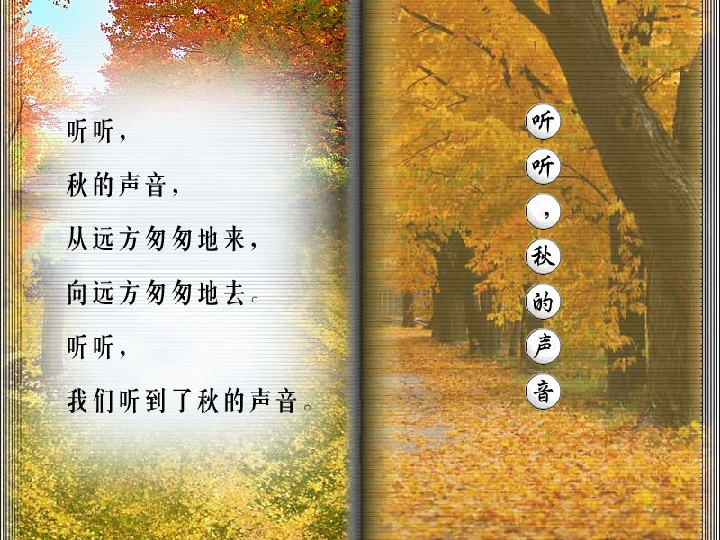 听听，
秋的声音，
从远方匆匆地来，
向远方匆匆地去。
听听，
我们听到了秋的声音。
听听，秋的声音